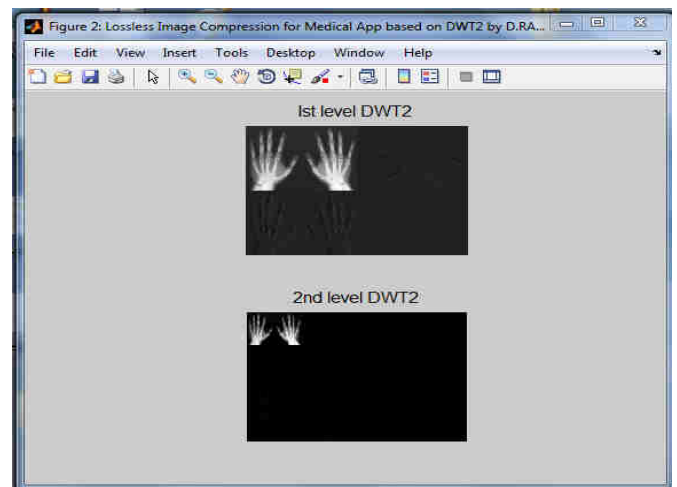 Figure 2: Lossless Image Compression for Medical App based on DWT2 by D.RA...
File Edit View Insert Tools Desktop Window Help
Ist level DWT2
2nd level DWT2